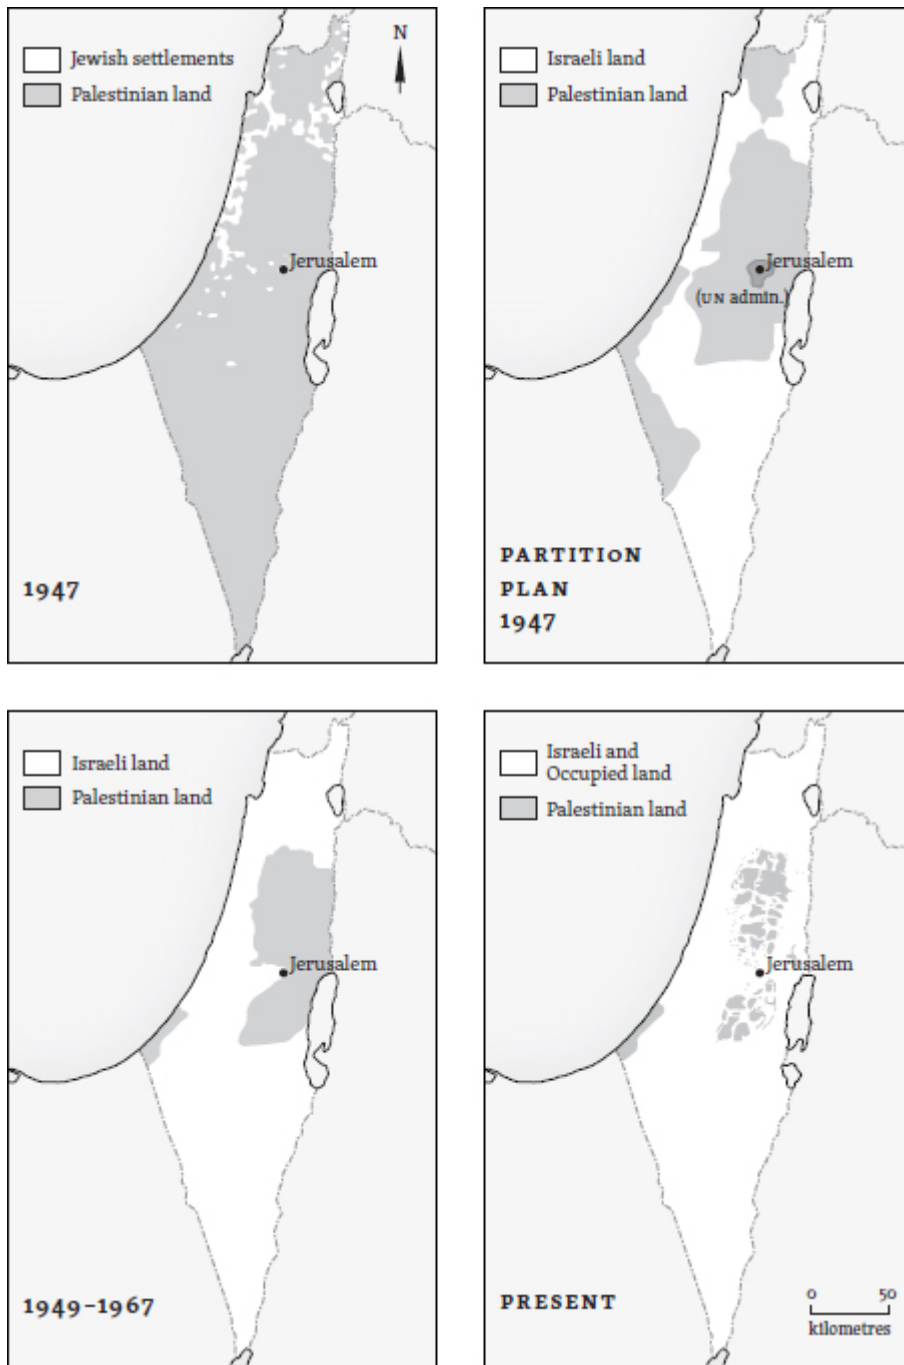 N
Jewish settlements
Palestinian land
Jerusalem
1947
Israeli land
Palestinian land
Jerusalem
(UN admin.)
PARTITION
PLAN
1947
Israeli land
Palestinian land
Jerusalem
1949–1967
Israeli and
Occupied land
Palestinian land
Jerusalem
PRESENT
0 50
kilometres